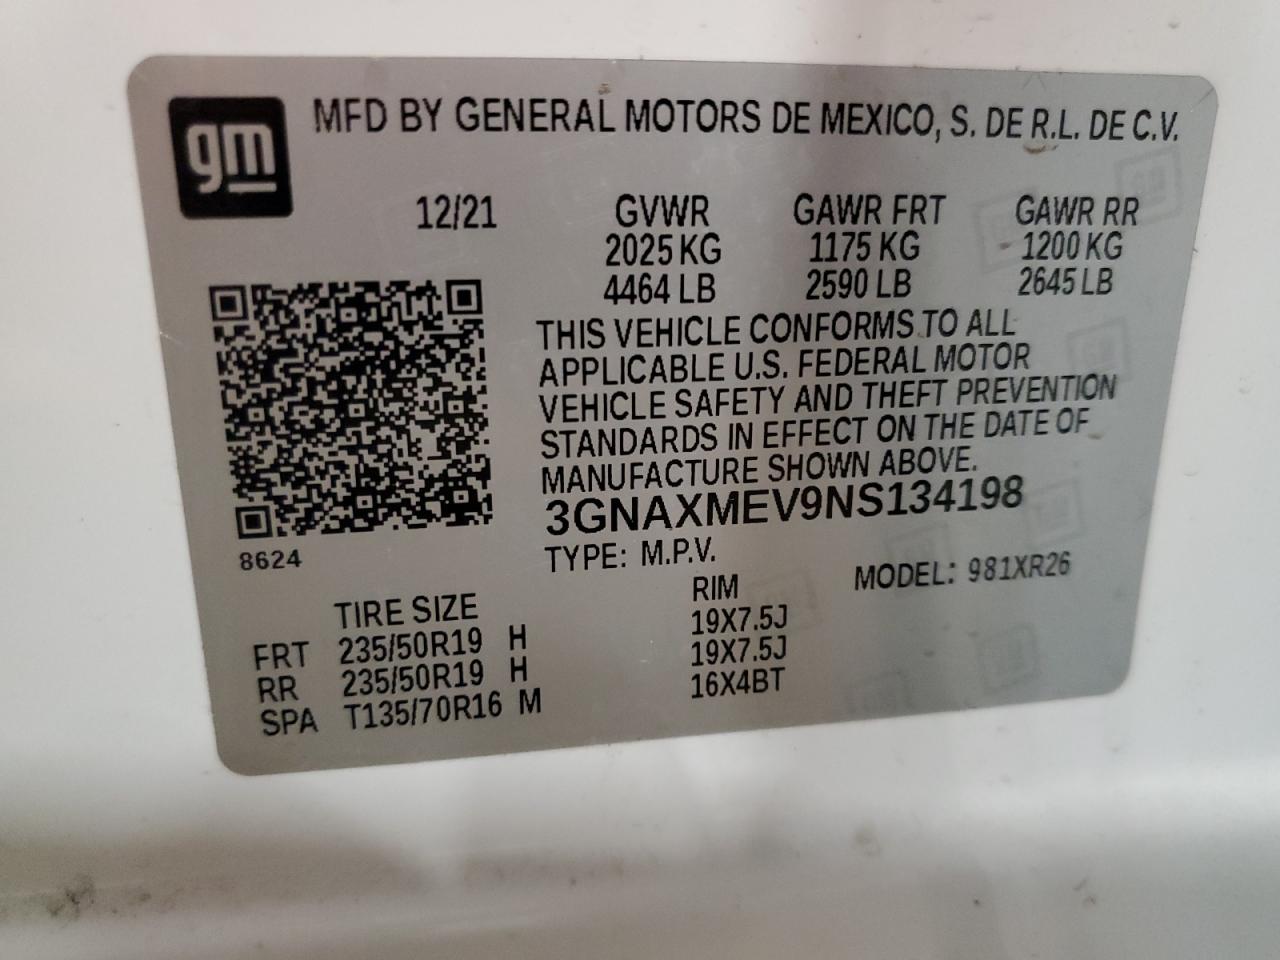 gm
MFD BY GENERAL MOTORS DE MEXICO, S. DE R.L. DE C.V.
12/21 GVWR GAWR FRT GAWR RR
2025 KG 1175 KG 1200 KG
4464 LB 2590 LB 2645 LB
THIS VEHICLE CONFORMS TO ALL
APPLICABLE U.S. FEDERAL MOTOR
VEHICLE SAFETY AND THEFT PREVENTION
STANDARDS IN EFFECT ON THE DATE OF
MANUFACTURE SHOWN ABOVE.
3GNAXMEV9NS134198
8624
TYPE: M.P.V. MODEL: 981XR26
TIRE SIZE RIM
FRT 235/50R19 H 19X7.5J
RR 235/50R19 H 19X7.5J
SPA T135/70R16 M 16X4BT